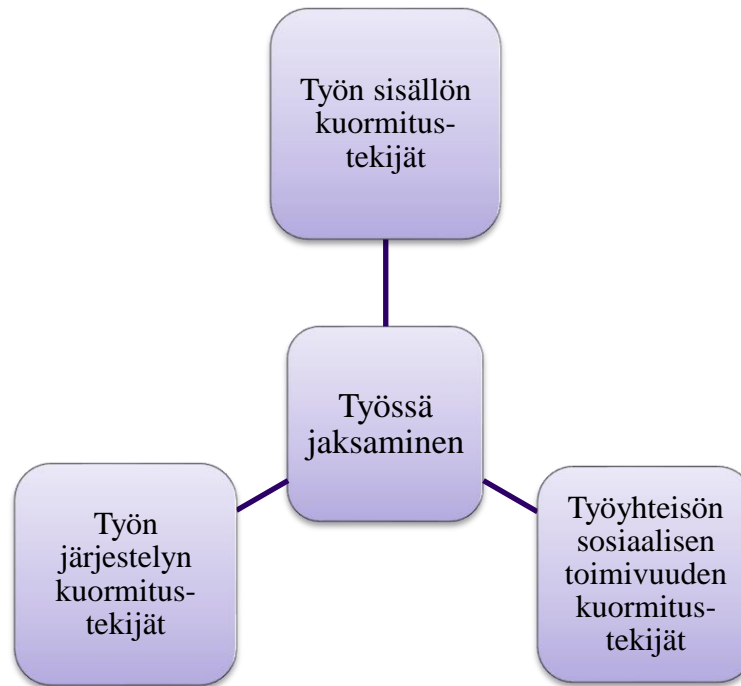 Työn sisällön
kuormitus-
tekijät
Työssä
jaksaminen
Työn
järjestelyn
kuormitus-
tekijät
Työyhteisön
sosiaalisen
toimivuuden
kuormitus-
tekijät